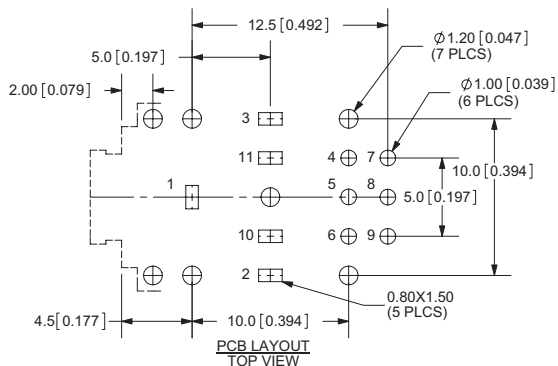 12.5 [0.492]
5.0 [0.197]
2.00 [0.079]
Ø1.20 [0.047]
(7 PLCS)
Ø1.00 [0.039]
(6 PLCS)
3
11
4
7
1
5
8
10.0 [0.394]
5.0 [0.197]
10
6
9
2
0.80X1.50
(5 PLCS)
4.5 [0.177]
10.0 [0.394]
PCB LAYOUT
TOP VIEW